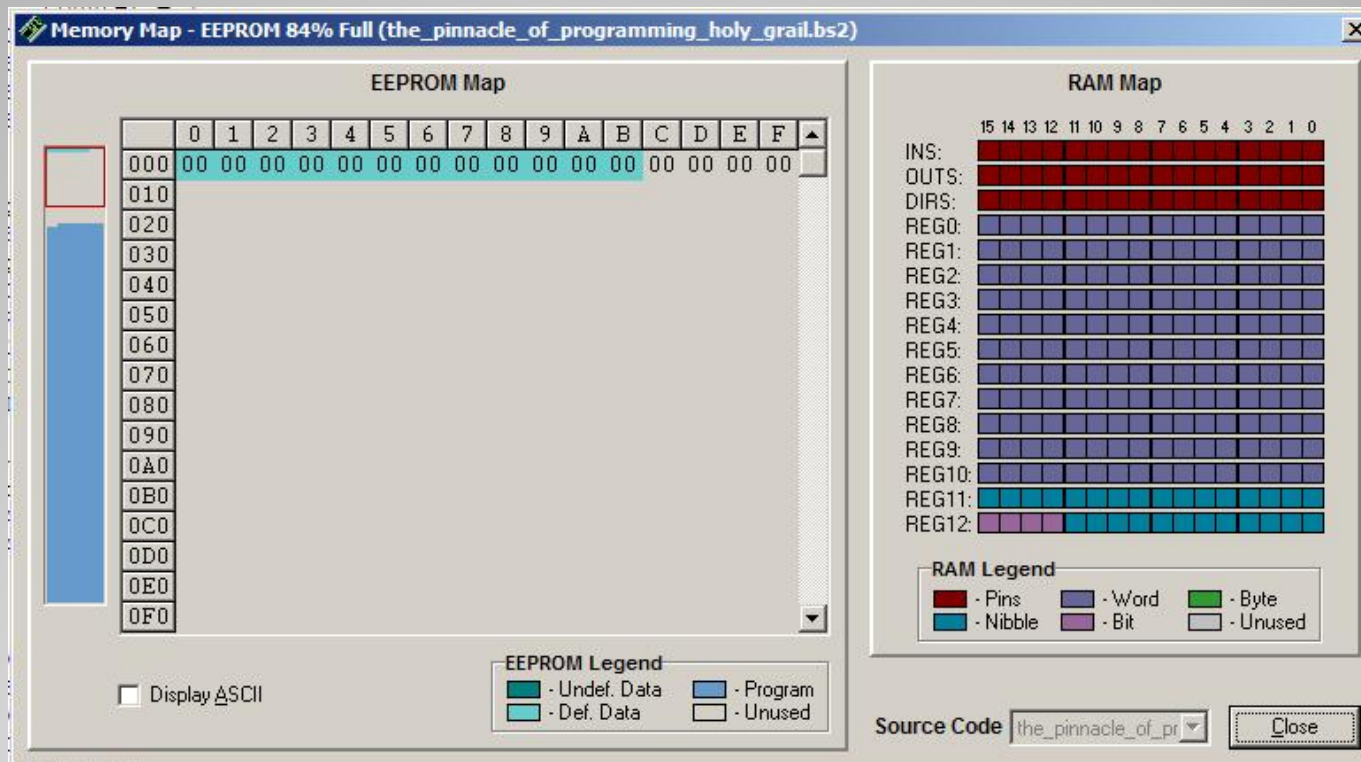 Memory Map - EEPROM 84% Full (the_pinnacle_of_programming_holy_grail.bs2)
EEPROM Map
0 1 2 3 4 5 6 7 8 9 A B C D E F
000 00 00 00 00 00 00 00 00 00 00 00 00 00 00 00 00
010
020
030
040
050
060
070
080
090
0A0
0B0
0C0
0D0
0E0
0F0
Display ASCII
EEPROM Legend
- Undef. Data - Program
- Def. Data - Unused
RAM Map
15 14 13 12 11 10 9 8 7 6 5 4 3 2 1 0
INS:
OUTS:
DIRS:
REG0:
REG1:
REG2:
REG3:
REG4:
REG5:
REG6:
REG7:
REG8:
REG9:
REG10:
REG11:
REG12:
RAM Legend
- Pins - Word - Byte
- Nibble - Bit - Unused
Source Code the_pinnacle_of_pr Close